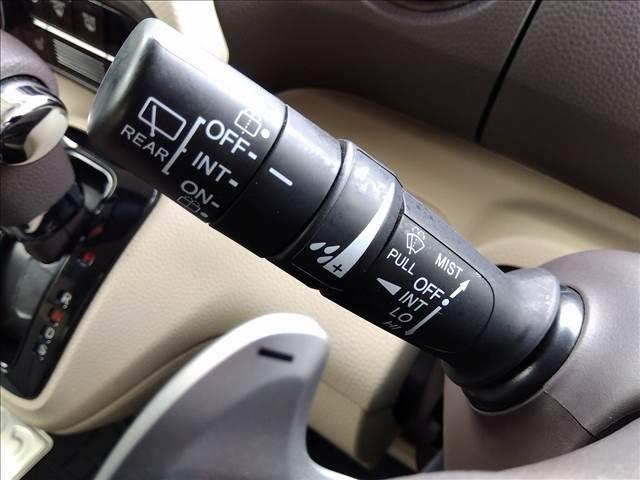 REAR
OFF
INT
ON
+
MIST
PULL
OFF
INT
LO
HI
R
D
S